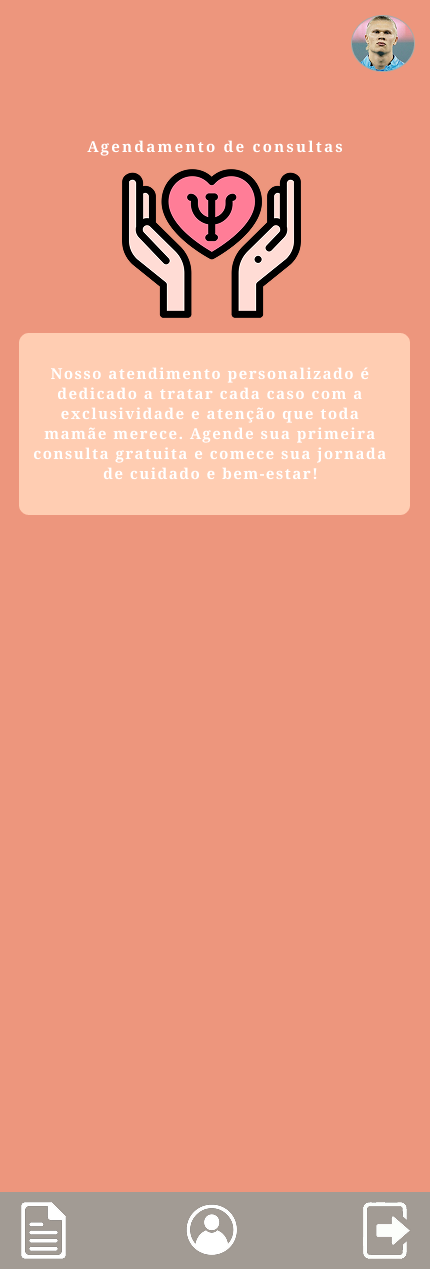 Agendamento de consultas
Ψ
Nosso atendimento personalizado é
dedicado a tratar cada caso com a
exclusividade e atenção que toda
mamãe merece. Agende sua primeira
consulta gratuita e comece sua jornada
de cuidado e bem-estar!